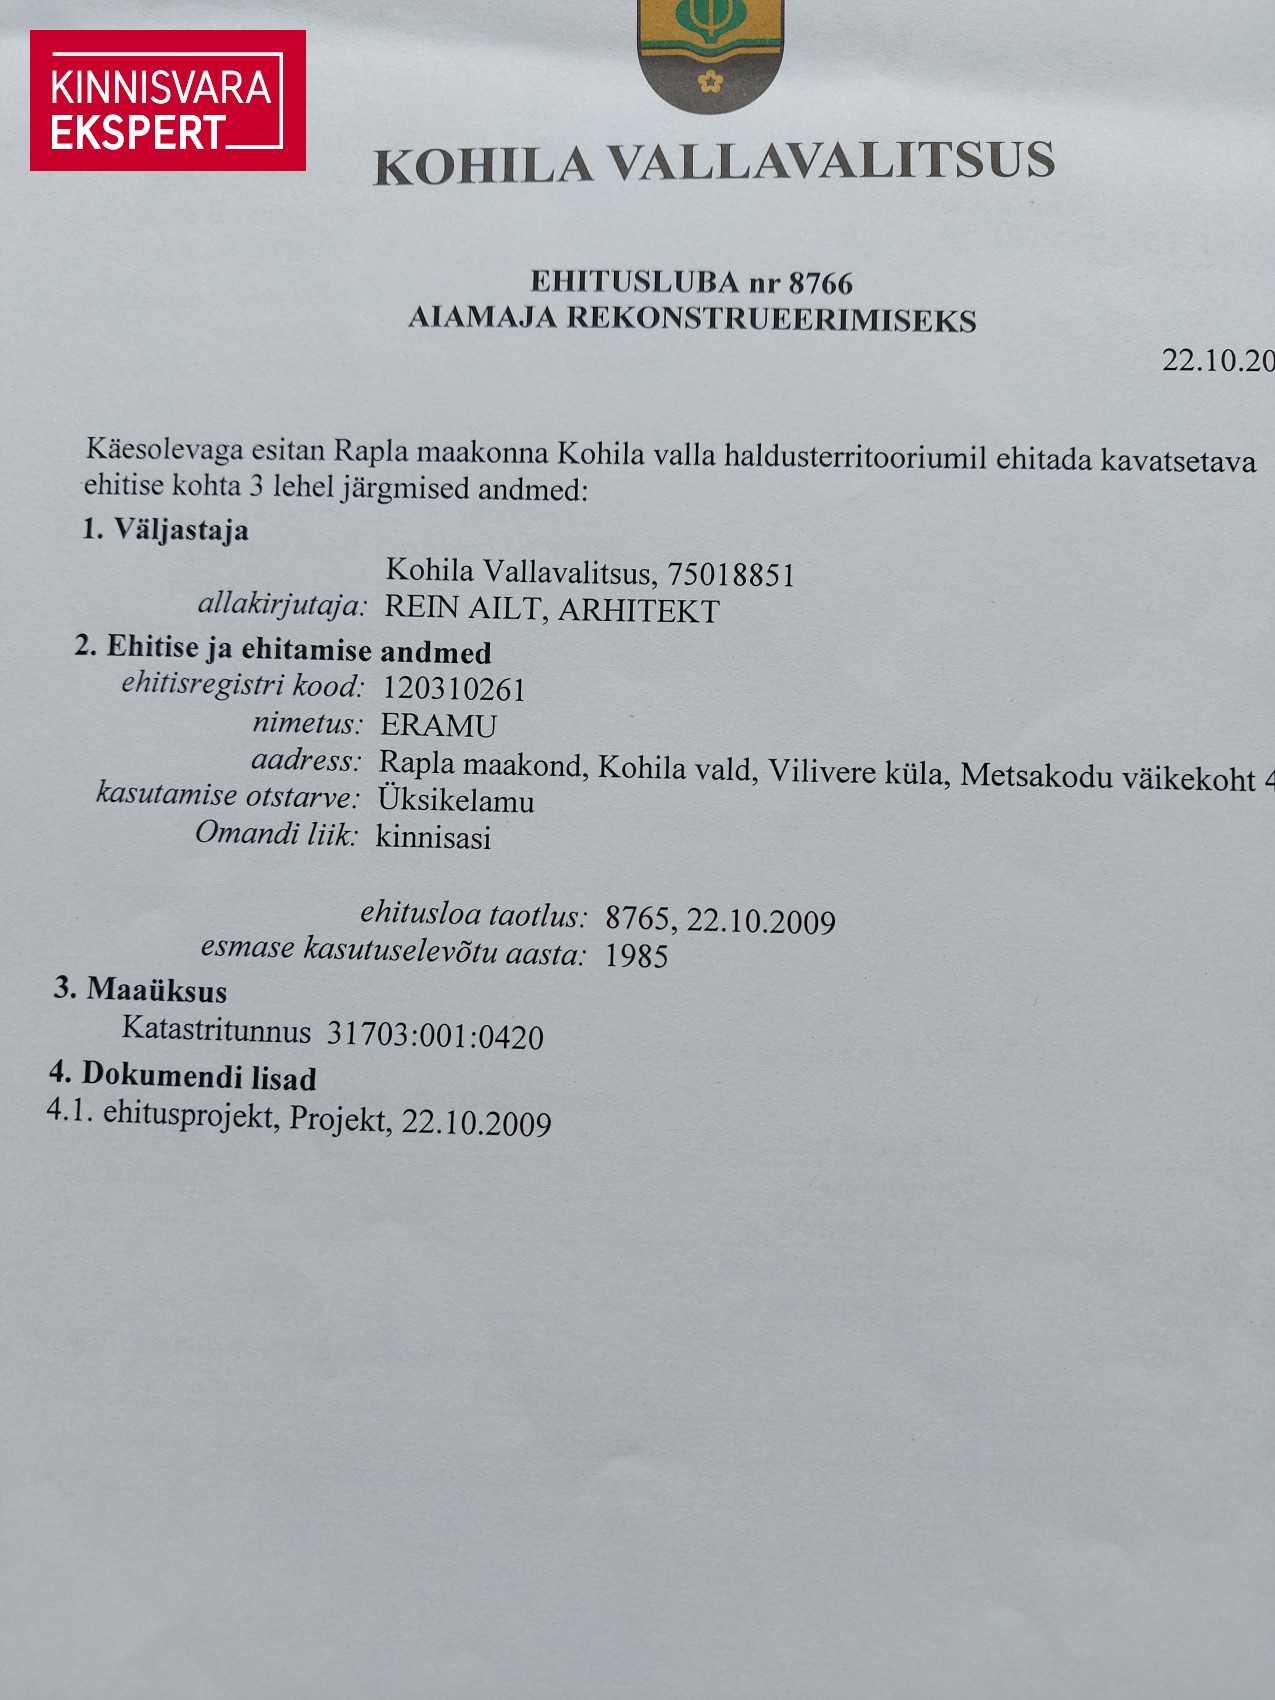 KINNISVARA
EKSPERT
KOHILA VALLAVALITSUS
EHITUSLUBA nr 8766
AIAMAJA REKONSTRUEERIMISEKS
22.10.20
Käesolevaga esitan Rapla maakonna Kohila valla haldusterritooriumil ehitada kavatsetava
ehitise kohta 3 lehel järgmised andmed:
1. Väljastaja
Kohila Vallavalitsus, 75018851
allakirjutaja: REIN AILT, ARHITEKT
2. Ehitise ja ehitamise andmed
ehitisregistri kood: 120310261
nimetus: ERAMU
aadress: Rapla maakond, Kohila vald, Vilivere küla, Metsakodu väikekoht 4
kasutamise otstarve: Üksikelamu
Omandi liik: kinnisasi
ehitusloa taotlus: 8765, 22.10.2009
esmase kasutuselevõtu aasta: 1985
3. Maaüksus
Katastritunnus 31703:001:0420
4. Dokumendi lisad
4.1. ehitusprojekt, Projekt, 22.10.2009